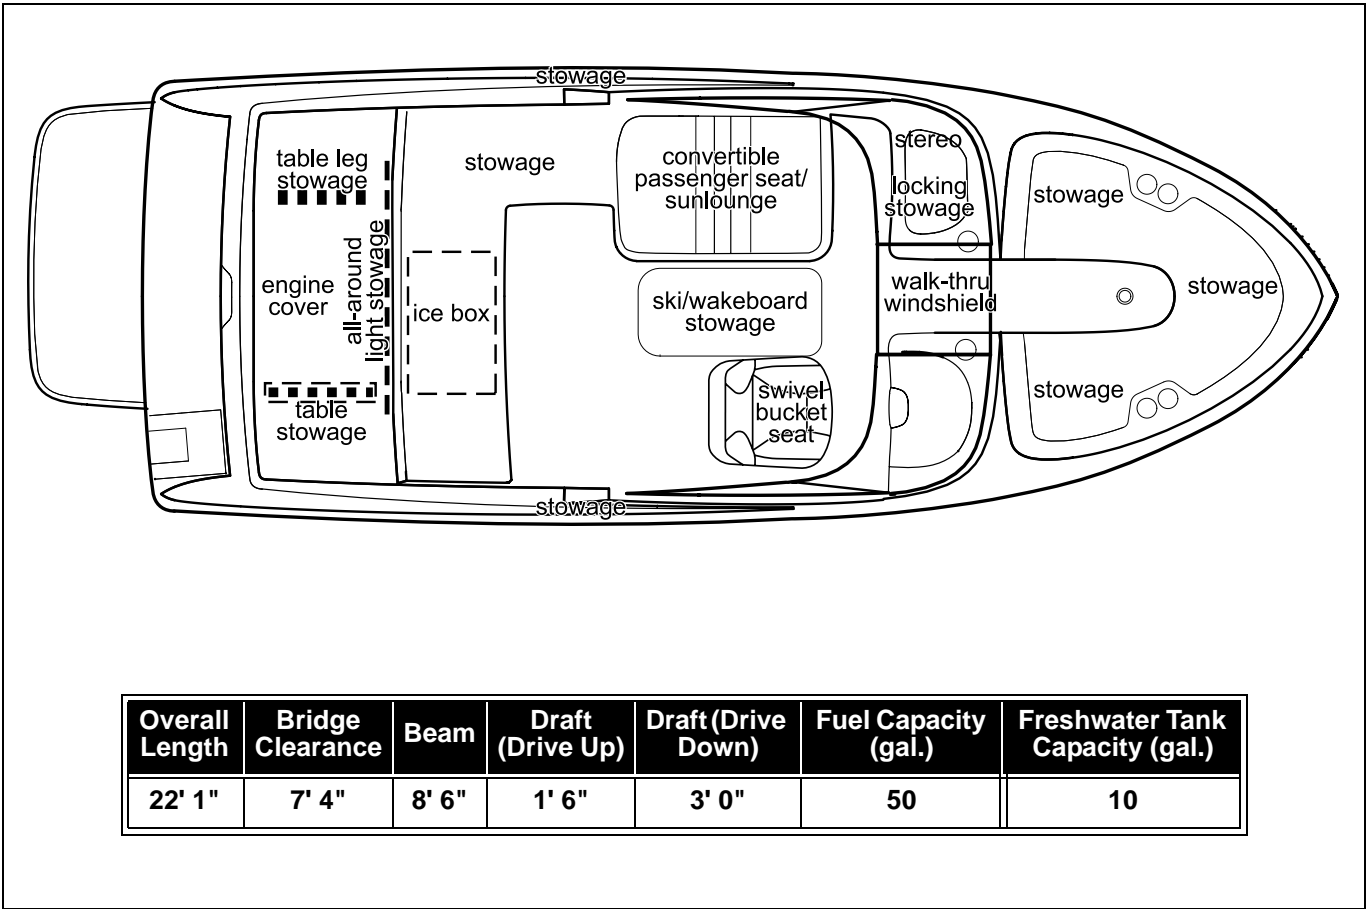 stowage
table leg
stowage
stowage
convertible
passenger seat/
sunlounge
stereo
locking
stowage
stowage
engine
cover
all-around
light stowage
ice box
ski/wakeboard
stowage
walk-thru
windshield
stowage
table
stowage
swivel
bucket
seat
stowage
stowage
Overall
Length
Bridge
Clearance
Beam
Draft
(Drive Up)
Draft (Drive
Down)
Fuel Capacity
(gal.)
Freshwater Tank
Capacity (gal.)
22' 1"
7' 4"
8' 6"
1' 6"
3' 0"
50
10